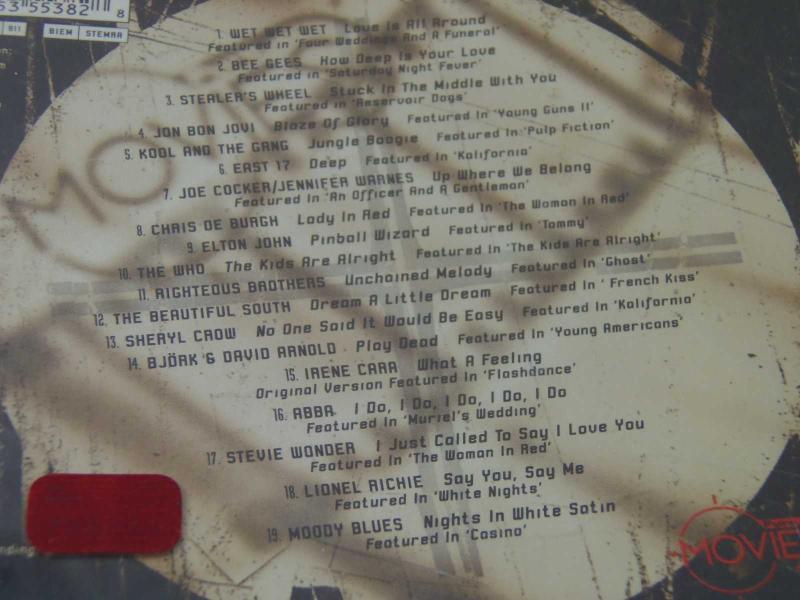 53"55382 8
911 BIEM STEMRA
1. WET WET WET Love Is All Around
Featured in 'Four Weddings And A Funeral'
2. BEE GEES How Deep Is Your Love
Featured in 'Saturday Night Fever'
3. STEALER'S WHEEL Stuck In The Middle With You
Featured in 'Reservoir Dogs'
4. JON BON JOVI Blaze Of Glory Featured In 'Young Guns II'
5. KOOL AND THE GANG Jungle Boogie Featured In 'Pulp Fiction'
6. EAST 17 Deep Featured In 'Kalifornia'
7. JOE COCKER/JENNIFER WARNES Up Where We Belong
Featured In 'An Officer And A Gentleman'
8. CHRIS DE BURGH Lady In Red Featured In 'The Woman In Red'
9. ELTON JOHN Pinball Wizard Featured In 'Tommy'
10. THE WHO The Kids Are Alright Featured In 'The Kids Are Alright'
11. RIGHTEOUS BROTHERS Unchained Melody Featured In 'Ghost'
12. THE BEAUTIFUL SOUTH Dream A Little Dream Featured In ' French Kiss'
13. SHERYL CROW No One Said It Would Be Easy Featured In 'Kalifornia'
14. BJÖRK & DAVID ARNOLD Play Dead Featured In 'Young Americans'
15. IRENE CARA What A Feeling
Original Version Featured In 'Flashdance'
16. ABBA I Do, I Do, I Do, I Do, I Do
Featured In 'Muriel's Wedding'
17. STEVIE WONDER I Just Called To Say I Love You
Featured In 'The Woman In Red'
18. LIONEL RICHIE Say You, Say Me
Featured In 'White Nights'
19. MOODY BLUES Nights In White Satin
Featured In 'Casino'
MOVIE
MOVIE